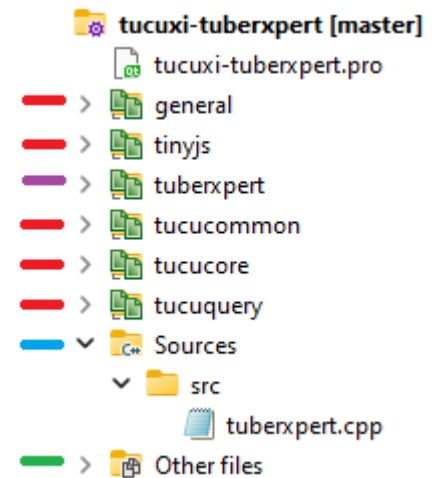 tucuxi-tuberxpert [master]
tucuxi-tuberxpert.pro
general
tinyjs
tuberxpert
tucucommon
tucucore
tucuquery
Sources
src
tuberxpert.cpp
Other files